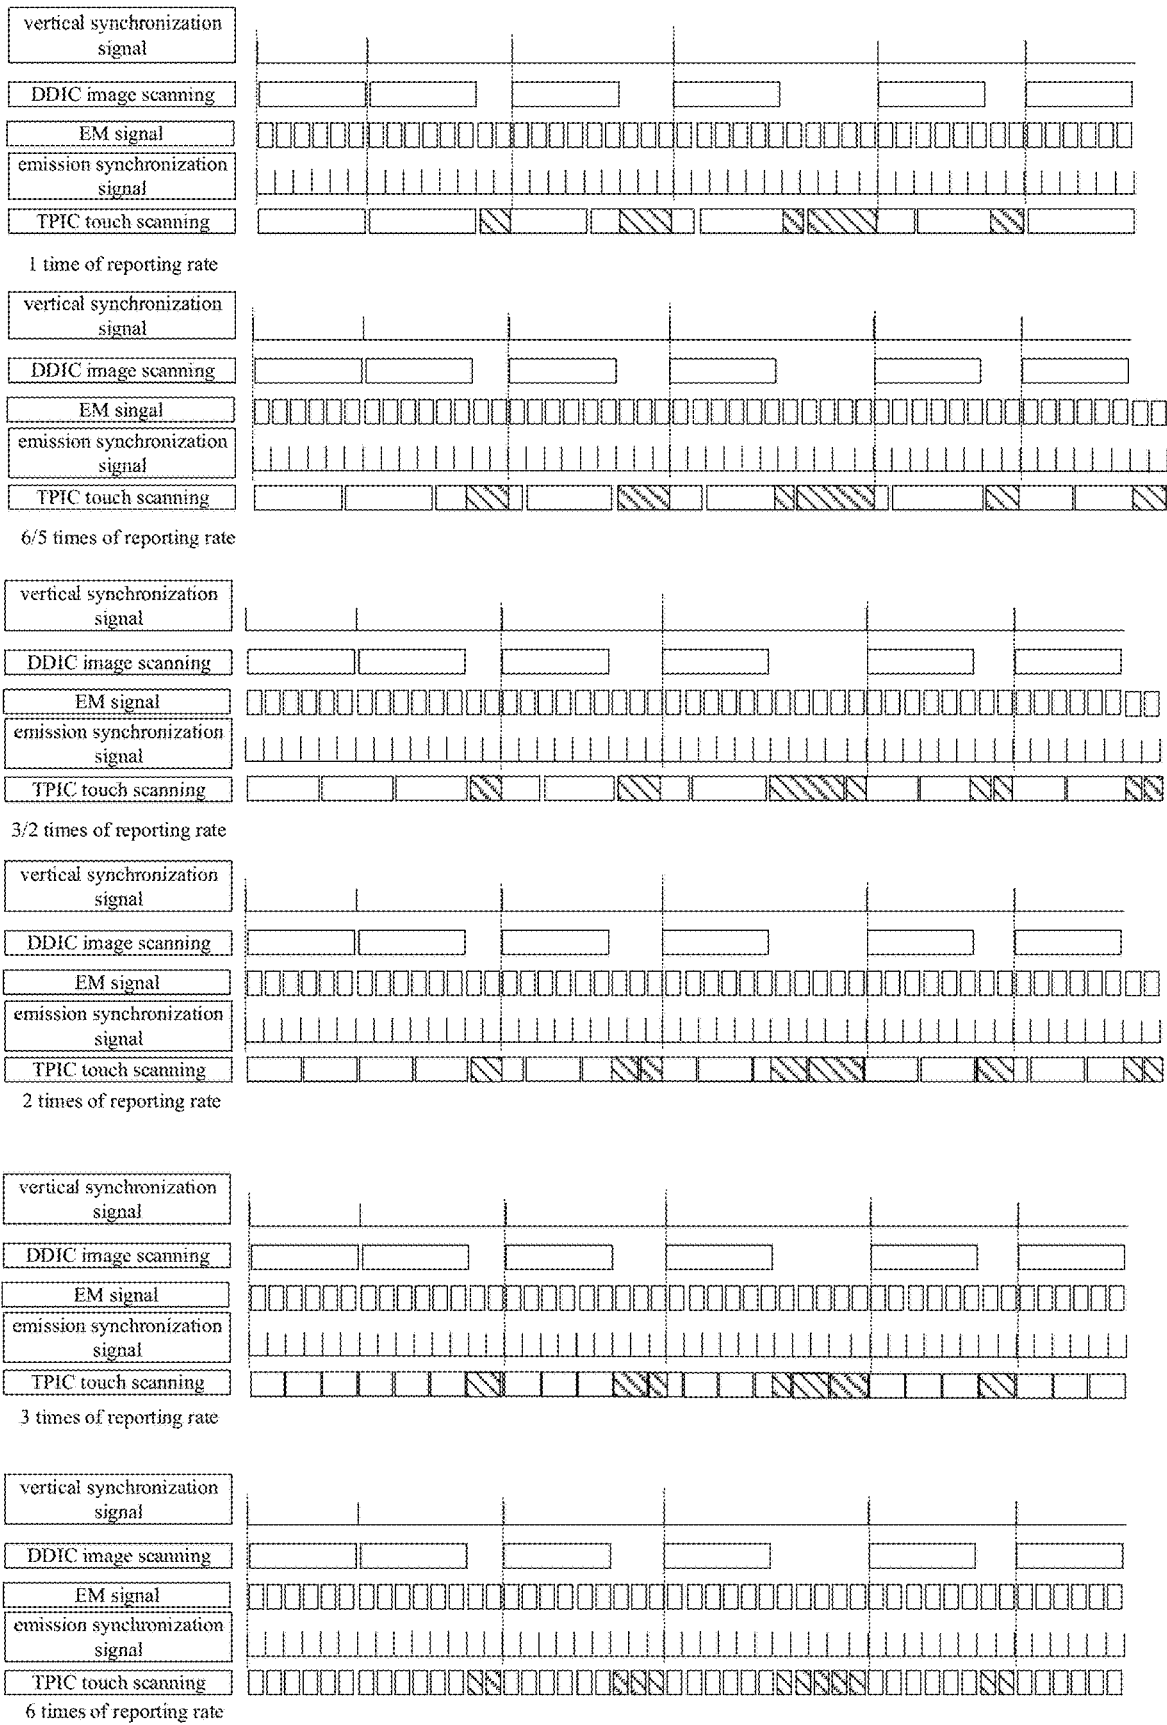 vertical synchronization
signal
DDIC image scanning
EM signal
emission synchronization
signal
TPIC touch scanning
1 time of reporting rate
vertical synchronization
signal
DDIC image scanning
EM singal
emission synchronization
signal
TPIC touch scanning
6/5 times of reporting rate
vertical synchronization
signal
DDIC image scanning
EM signal
emission synchronization
signal
TPIC touch scanning
3/2 times of reporting rate
vertical synchronization
signal
DDIC image scanning
EM signal
emission synchronization
signal
TPIC touch scanning
2 times of reporting rate
vertical synchronization
signal
DDIC image scanning
EM signal
emission synchronization
signal
TPIC touch scanning
3 times of reporting rate
vertical synchronization
signal
DDIC image scanning
EM signal
emission synchronization
signal
TPIC touch scanning
6 times of reporting rate